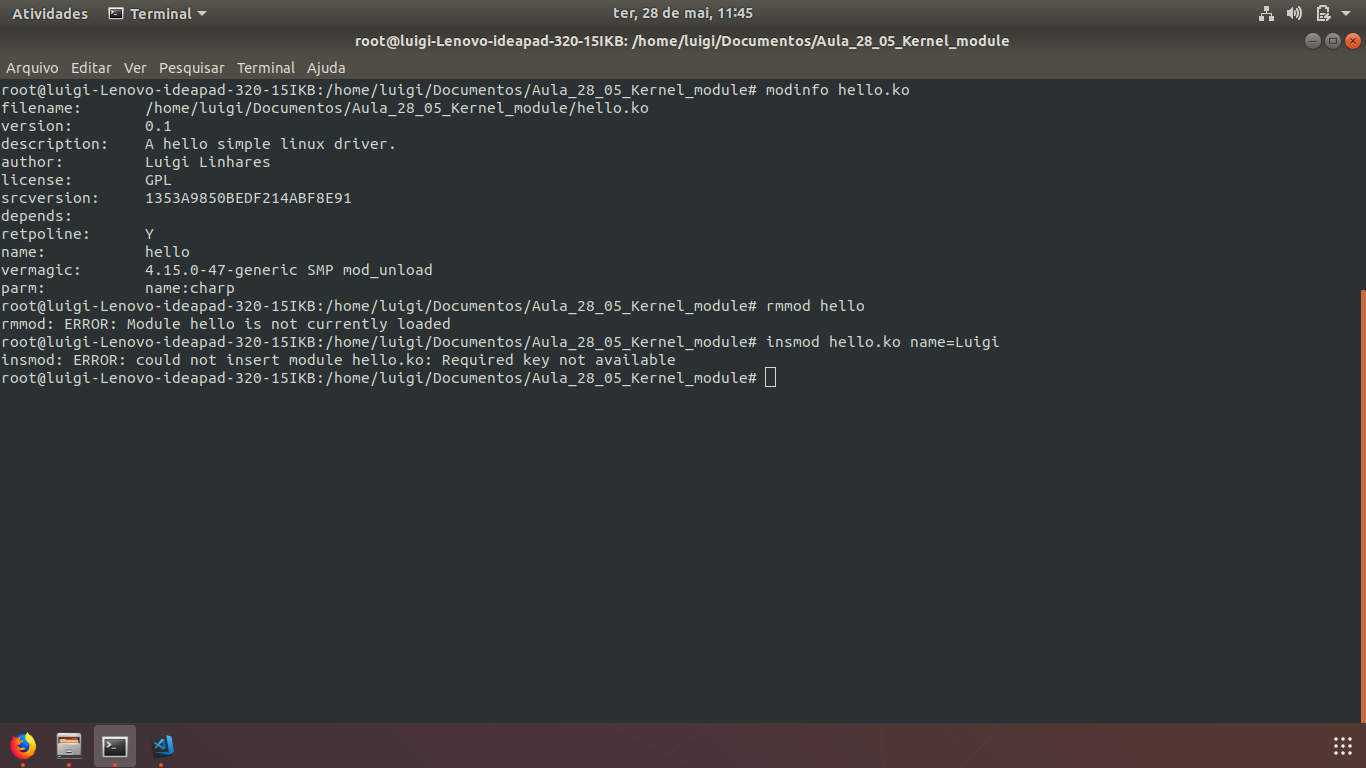 Atividades Terminal ter, 28 de mai, 11:45
root@luigi-Lenovo-ideapad-320-15IKB: /home/luigi/Documentos/Aula_28_05_Kernel_module
Arquivo Editar Ver Pesquisar Terminal Ajuda
root@luigi-Lenovo-ideapad-320-15IKB:/home/luigi/Documentos/Aula_28_05_Kernel_module# modinfo hello.ko
filename: /home/luigi/Documentos/Aula_28_05_Kernel_module/hello.ko
version: 0.1
description: A hello simple linux driver.
author: Luigi Linhares
license: GPL
srcversion: 1353A9850BEDF214ABF8E91
depends:
retpoline: Y
name: hello
vermagic: 4.15.0-47-generic SMP mod_unload
parm: name:charp
root@luigi-Lenovo-ideapad-320-15IKB:/home/luigi/Documentos/Aula_28_05_Kernel_module# rmmod hello
rmmod: ERROR: Module hello is not currently loaded
root@luigi-Lenovo-ideapad-320-15IKB:/home/luigi/Documentos/Aula_28_05_Kernel_module# insmod hello.ko name=Luigi
insmod: ERROR: could not insert module hello.ko: Required key not available
root@luigi-Lenovo-ideapad-320-15IKB:/home/luigi/Documentos/Aula_28_05_Kernel_module#